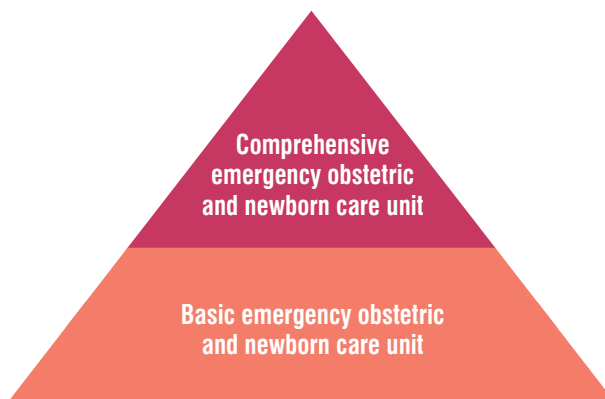 Comprehensive
emergency obstetric
and newborn care unit
Basic emergency obstetric
and newborn care unit